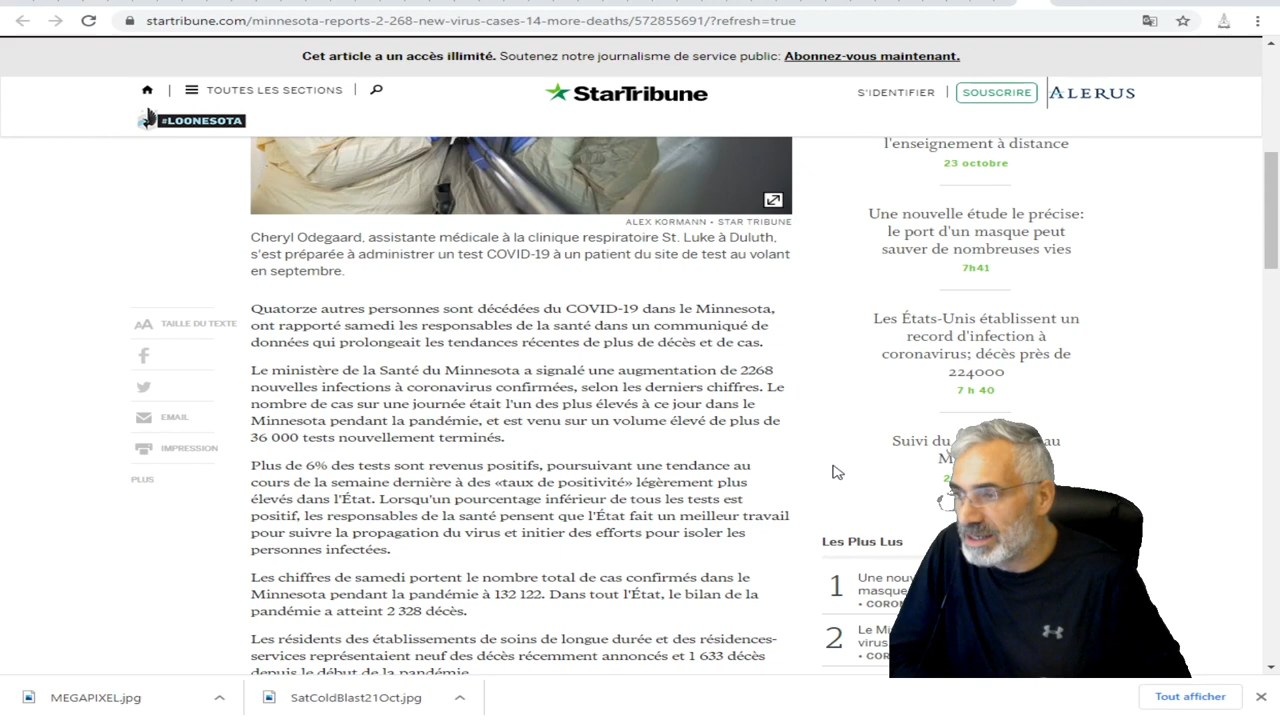 startribune.com/minnesota-reports-2-268-new-virus-cases-14-more-deaths/572855691/?refresh=true
Cet article a un accès illimité. Soutenez notre journalisme de service public: Abonnez-vous maintenant.
TOUTES LES SECTIONS
StarTribune
S'IDENTIFIER
SOUSCRIRE
ALERUS
#LOONESOTA
ALEX KORMANN • STAR TRIBUNE
Cheryl Odegaard, assistante médicale à la clinique respiratoire St. Luke à Duluth,
s'est préparée à administrer un test COVID-19 à un patient du site de test au volant
en septembre.
AA TAILLE DU TEXTE
EMAIL
IMPRESSION
PLUS
Quatorze autres personnes sont décédées du COVID-19 dans le Minnesota,
ont rapporté samedi les responsables de la santé dans un communiqué de
données qui prolongeait les tendances récentes de plus de décès et de cas.
Le ministère de la Santé du Minnesota a signalé une augmentation de 2268
nouvelles infections à coronavirus confirmées, selon les derniers chiffres. Le
nombre de cas sur une journée était l'un des plus élevés à ce jour dans le
Minnesota pendant la pandémie, et est venu sur un volume élevé de plus de
36 000 tests nouvellement terminés.
Plus de 6% des tests sont revenus positifs, poursuivant une tendance au
cours de la semaine dernière à des «taux de positivité» légèrement plus
élevés dans l'État. Lorsqu'un pourcentage inférieur de tous les tests est
positif, les responsables de la santé pensent que l'État fait un meilleur travail
pour suivre la propagation du virus et initier des efforts pour isoler les
personnes infectées.
Les chiffres de samedi portent le nombre total de cas confirmés dans le
Minnesota pendant la pandémie à 132 122. Dans tout l'État, le bilan de la
pandémie a atteint 2 328 décès.
Les résidents des établissements de soins de longue durée et des résidences-
services représentaient neuf des décès récemment annoncés et 1 633 décès
depuis le début de la pandémie.
l'enseignement à distance
23 octobre
Une nouvelle étude le précise:
le port d'un masque peut
sauver de nombreuses vies
7h41
Les États-Unis établissent un
record d'infection à
coronavirus; décès près de
224000
7 h 40
Suivi du
au
Les Plus Lus
1
Une nou
masque
• CORO
2
Le Mi
virus
• COR
MEGAPIXEL.jpg
SatColdBlast21Oct.jpg
Tout afficher